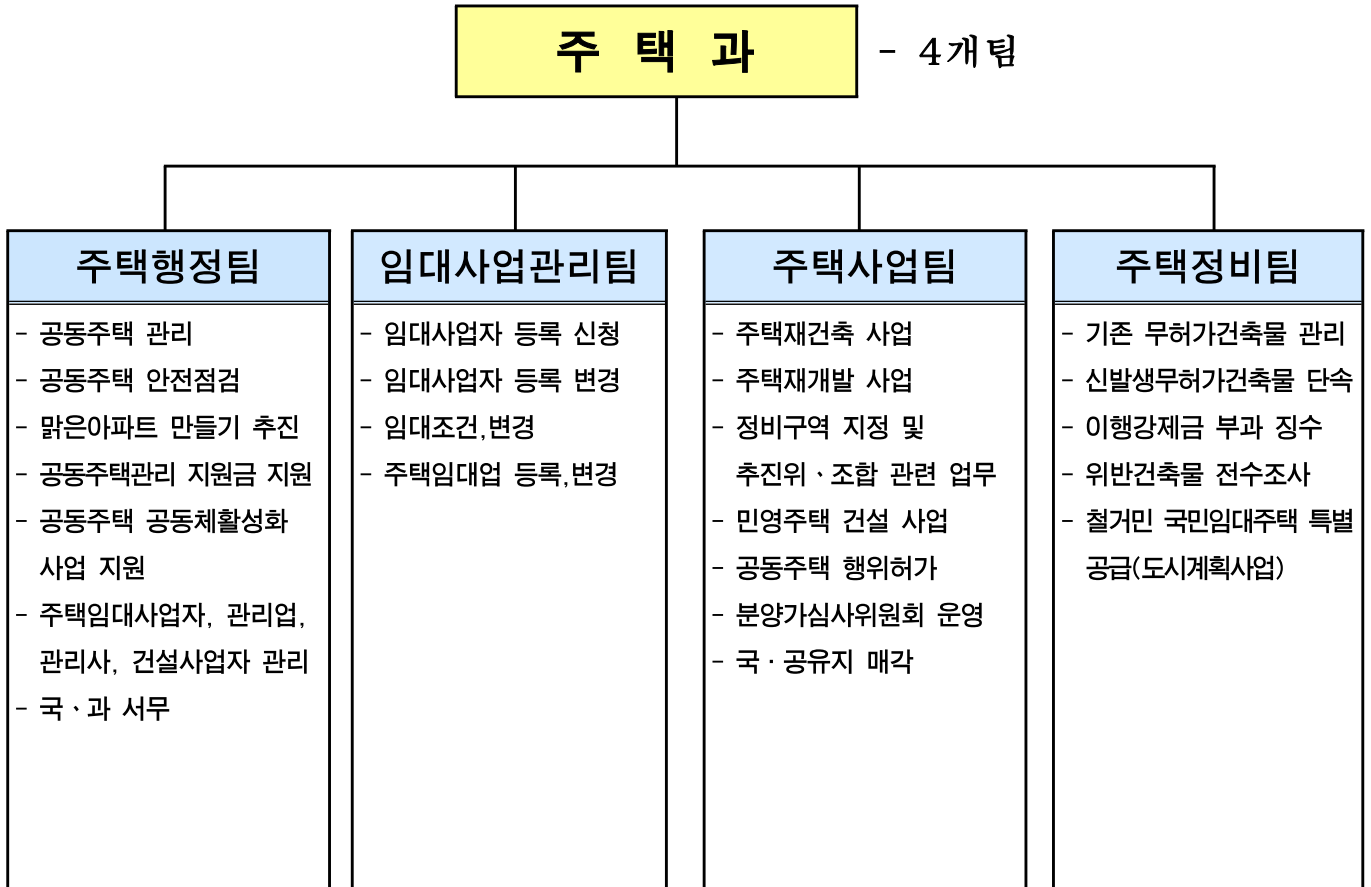 주 택 과
- 4개팀
주택행정팀
- 공동주택 관리
- 공동주택 안전점검
- 맑은아파트 만들기 추진
- 공동주택관리 지원금 지원
- 공동주택 공동체활성화
사업 지원
- 주택임대사업자, 관리업,
관리사, 건설사업자 관리
- 국ㆍ과 서무
임대사업관리팀
- 임대사업자 등록 신청
- 임대사업자 등록 변경
- 임대조건,변경
- 주택임대업 등록,변경
주택사업팀
- 주택재건축 사업
- 주택재개발 사업
- 정비구역 지정 및
추진위ㆍ조합 관련 업무
- 민영주택 건설 사업
- 공동주택 행위허가
- 분양가심사위원회 운영
- 국·공유지 매각
주택정비팀
- 기존 무허가건축물 관리
- 신발생무허가건축물 단속
- 이행강제금 부과 징수
- 위반건축물 전수조사
- 철거민 국민임대주택 특별
공급(도시계획사업)